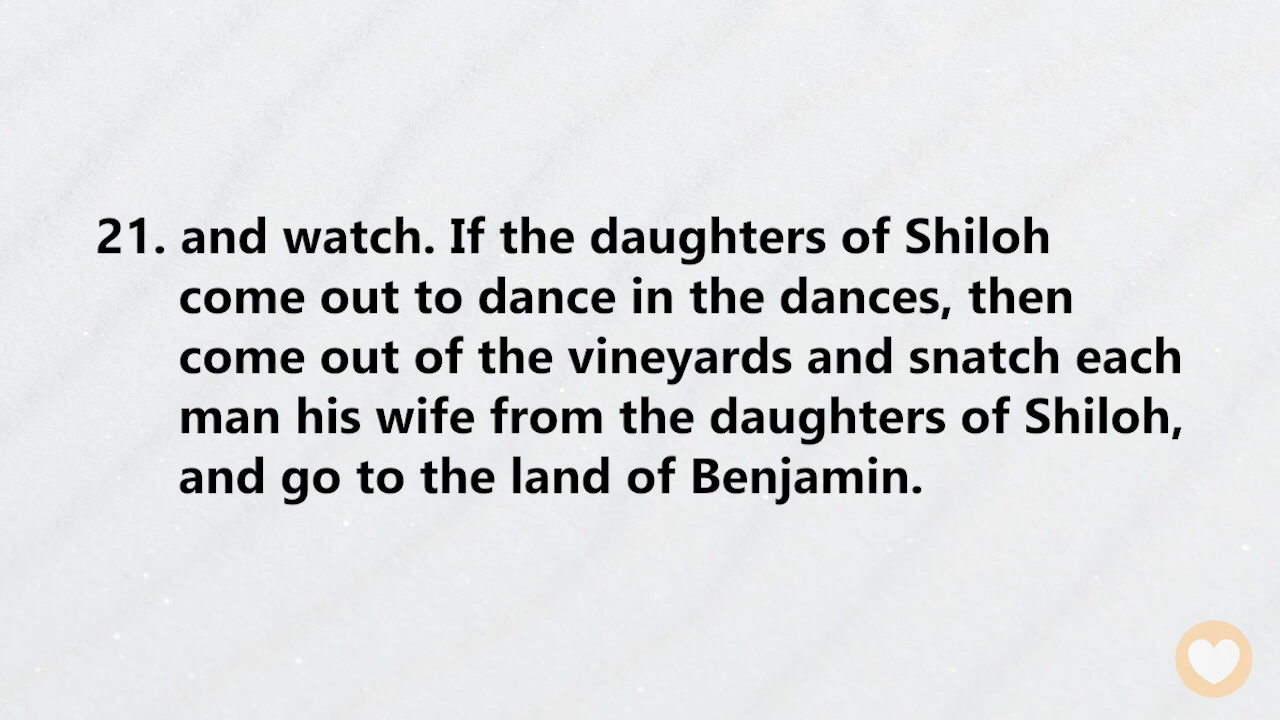 21. and watch. If the daughters of Shiloh
come out to dance in the dances, then
come out of the vineyards and snatch each
man his wife from the daughters of Shiloh,
and go to the land of Benjamin.